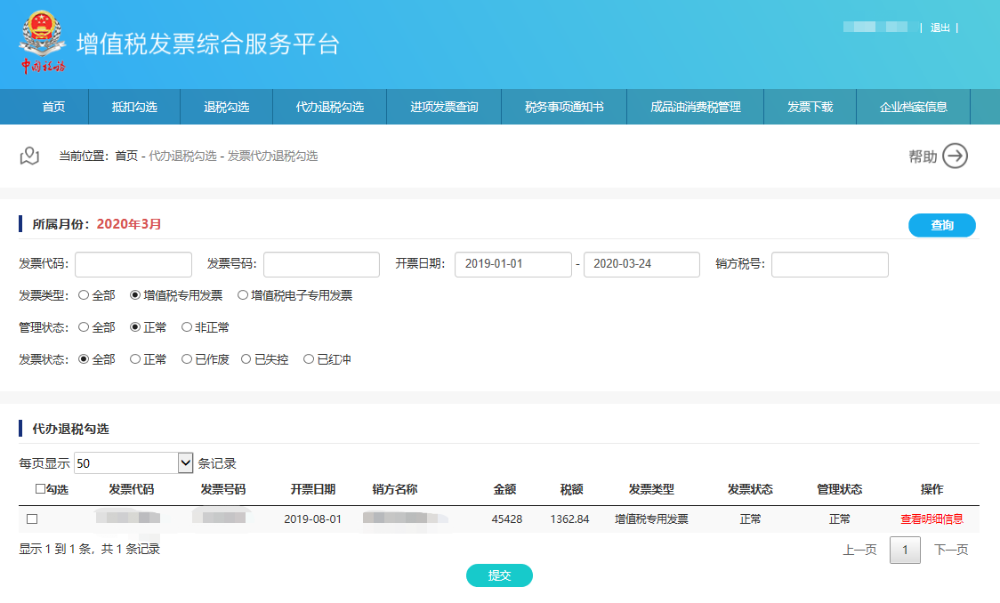 中国税务
增值税发票综合服务平台
| 退出 |
首页 抵扣勾选 退税勾选 代办退税勾选 进项发票查询 税务事项通知书 成品油消费税管理 发票下载 企业档案信息
当前位置：首页 - 代办退税勾选 - 发票代办退税勾选
帮助
所属月份：2020年3月
查询
发票代码： 发票号码： 开票日期：2019-01-01 - 2020-03-24 销方税号：
发票类型： 全部 增值税专用发票 增值税电子专用发票
管理状态： 全部 正常 非正常
发票状态： 全部 正常 已作废 已失控 已红冲
代办退税勾选
每页显示 50 条记录
勾选 发票代码 发票号码 开票日期 销方名称 金额 税额 发票类型 发票状态 管理状态 操作
2019-08-01 45428 1362.84 增值税专用发票 正常 正常 查看明细信息
显示 1 到 1 条，共 1 条记录
上一页 1 下一页
提交